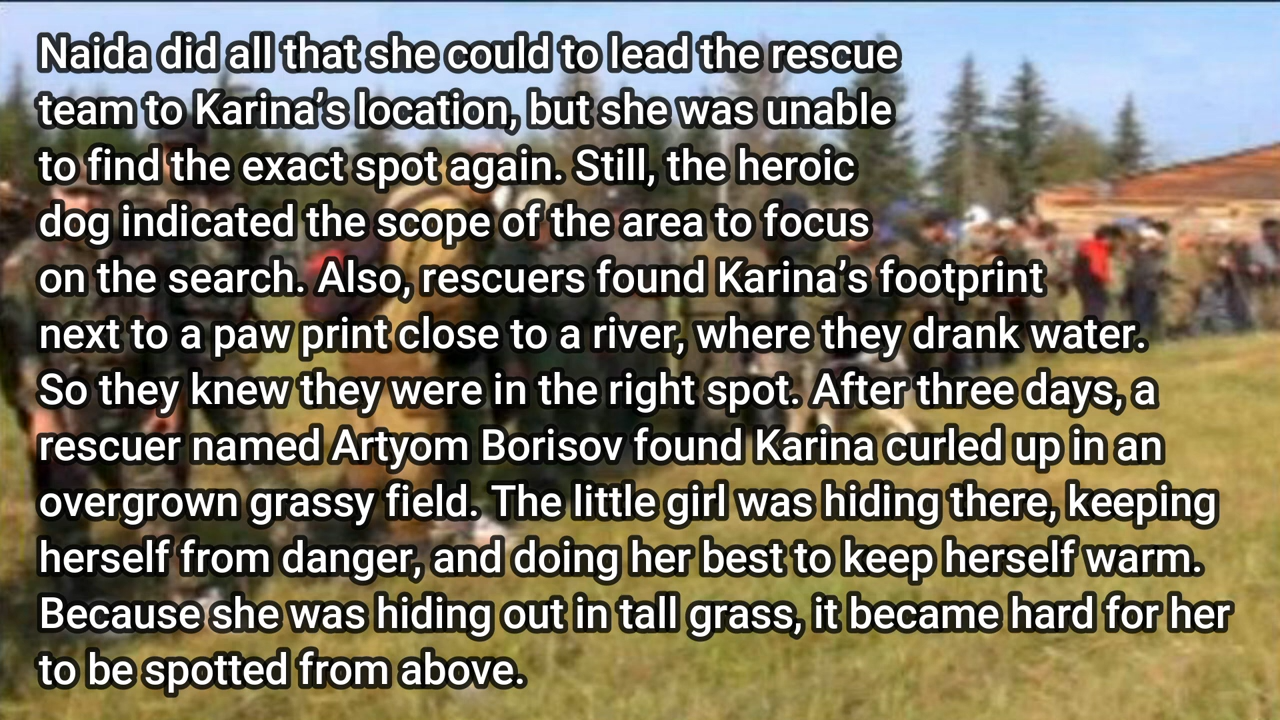 Naida did all that she could to lead the rescue
team to Karina’s location, but she was unable
to find the exact spot again. Still, the heroic
dog indicated the scope of the area to focus
on the search. Also, rescuers found Karina’s footprint
next to a paw print close to a river, where they drank water.
So they knew they were in the right spot. After three days, a
rescuer named Artyom Borisov found Karina curled up in an
overgrown grassy field. The little girl was hiding there, keeping
herself from danger, and doing her best to keep herself warm.
Because she was hiding out in tall grass, it became hard for her
to be spotted from above.